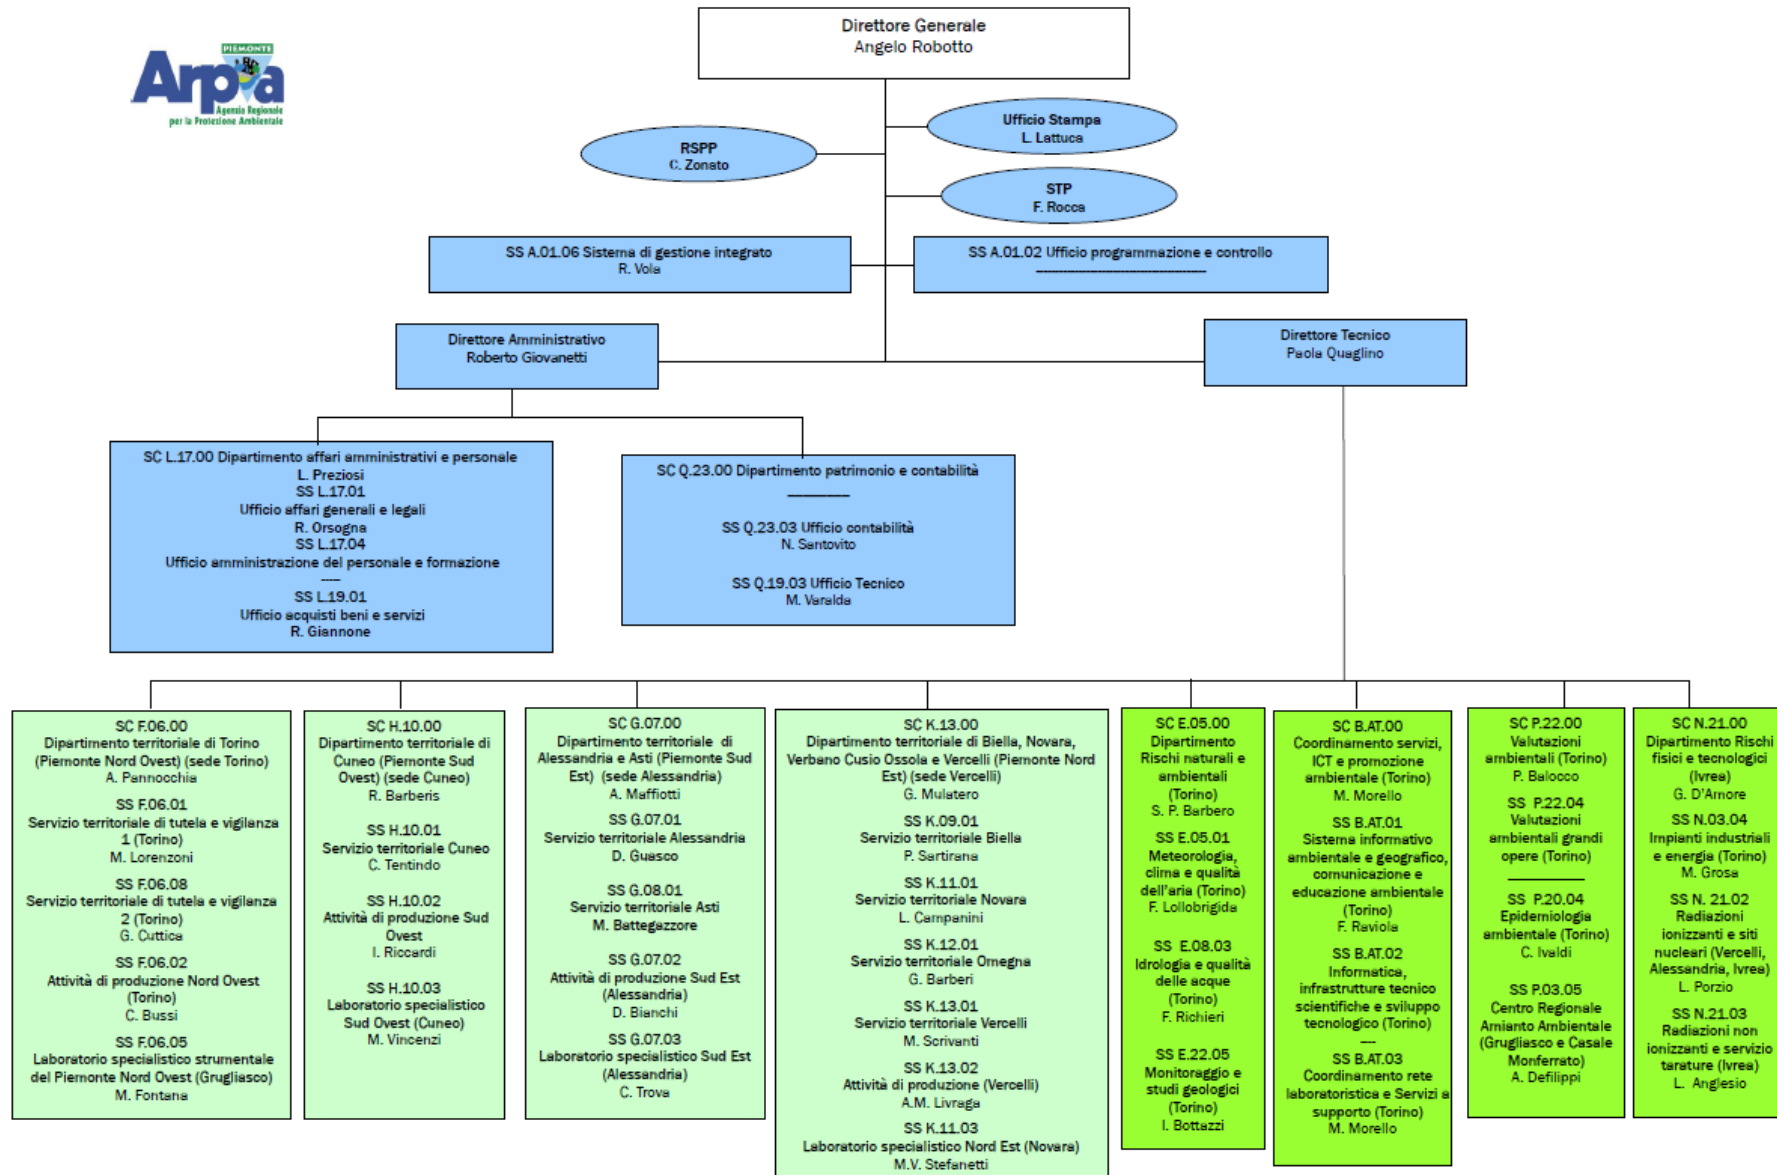 Direttore Generale
Angelo Robotto
PIEMONTE
Arpa
Agenzia Regionale
per la Protezione Ambientale
Ufficio Stampa
L. Lattuca
RSPP
C. Zonato
STP
F. Rocca
SS A.01.06 Sistema di gestione integrato
R. Vola
SS A.01.02 Ufficio programmazione e controllo
Direttore Amministrativo
Roberto Giovanetti
Direttore Tecnico
Paola Quaglino
SC L.17.00 Dipartimento affari amministrativi e personale
L. Preziosi
SS L.17.01
Ufficio affari generali e legali
R. Orsogna
SS L.17.04
Ufficio amministrazione del personale e formazione
----
SS L.19.01
Ufficio acquisti beni e servizi
R. Giannone
SC Q.23.00 Dipartimento patrimonio e contabilità
SS Q.23.03 Ufficio contabilità
N. Santovito
SS Q.19.03 Ufficio Tecnico
M. Varalda
SC F.06.00
Dipartimento territoriale di Torino
(Piemonte Nord Ovest) (sede Torino)
A. Pannocchia
SS F.06.01
Servizio territoriale di tutela e vigilanza
1 (Torino)
M. Lorenzoni
SS F.06.08
Servizio territoriale di tutela e vigilanza
2 (Torino)
G. Cuttica
SS F.06.02
Attività di produzione Nord Ovest
(Torino)
C. Bussi
SS F.06.05
Laboratorio specialistico strumentale
del Piemonte Nord Ovest (Grugliasco)
M. Fontana
SC H.10.00
Dipartimento territoriale di
Cuneo (Piemonte Sud
Ovest) (sede Cuneo)
R. Barberis
SS H.10.01
Servizio territoriale Cuneo
C. Tentindo
SS H.10.02
Attività di produzione Sud
Ovest
I. Riccardi
SS H.10.03
Laboratorio specialistico
Sud Ovest (Cuneo)
M. Vincenzi
SC G.07.00
Dipartimento territoriale di
Alessandria e Asti (Piemonte Sud
Est) (sede Alessandria)
A. Maffiotti
SS G.07.01
Servizio territoriale Alessandria
D. Guasco
SS G.08.01
Servizio territoriale Asti
M. Battegazzore
SS G.07.02
Attività di produzione Sud Est
(Alessandria)
D. Bianchi
SS G.07.03
Laboratorio specialistico Sud Est
(Alessandria)
C. Trova
SC K.13.00
Dipartimento territoriale di Biella, Novara,
Verbano Cusio Ossola e Vercelli (Piemonte Nord
Est) (sede Vercelli)
G. Mulatero
SS K.09.01
Servizio territoriale Biella
P. Sartirana
SS K.11.01
Servizio territoriale Novara
L. Campanini
SS K.12.01
Servizio territoriale Omegna
G. Barberi
SS K.13.01
Servizio territoriale Vercelli
M. Scrivanti
SS K.13.02
Attività di produzione (Vercelli)
A.M. Livraga
SS K.11.03
Laboratorio specialistico Nord Est (Novara)
M.V. Stefanetti
SC E.05.00
Dipartimento
Rischi naturali e
ambientali
(Torino)
S. P. Barbero
SS E.05.01
Meteorologia,
clima e qualità
dell'aria (Torino)
F. Lollobrigida
SS E.08.03
Idrologia e qualità
delle acque
(Torino)
F. Richieri
SS E.22.05
Monitoraggio e
studi geologici
(Torino)
I. Bottazzi
SC B.AT.00
Coordinamento servizi,
ICT e promozione
ambientale (Torino)
M. Morello
SS B.AT.01
Sistema informativo
ambientale e geografico,
comunicazione e
educazione ambientale
(Torino)
F. Raviola
SS B.AT.02
Informatica,
infrastrutture tecnico
scientifiche e sviluppo
tecnologico (Torino)
----
SS B.AT.03
Coordinamento rete
laboratoristica e Servizi a
supporto (Torino)
M. Morello
SC P.22.00
Valutazioni
ambientali (Torino)
P. Balocco
SS P.22.04
Valutazioni
ambientali grandi
opere (Torino)
SS P.20.04
Epidemiologia
ambientale (Torino)
C. Ivaldi
SS P.03.05
Centro Regionale
Amianto Ambientale
(Grugliasco e Casale
Monferrato)
A. Defilippi
SC N.21.00
Dipartimento Rischi
fisici e tecnologici
(Ivrea)
G. D'Amore
SS N.03.04
Impianti industriali
e energia (Torino)
M. Grosa
SS N. 21.02
Radiazioni
ionizzanti e siti
nucleari (Vercelli,
Alessandria, Ivrea)
L. Porzio
SS N.21.03
Radiazioni non
ionizzanti e servizio
tarature (Ivrea)
L. Anglesio